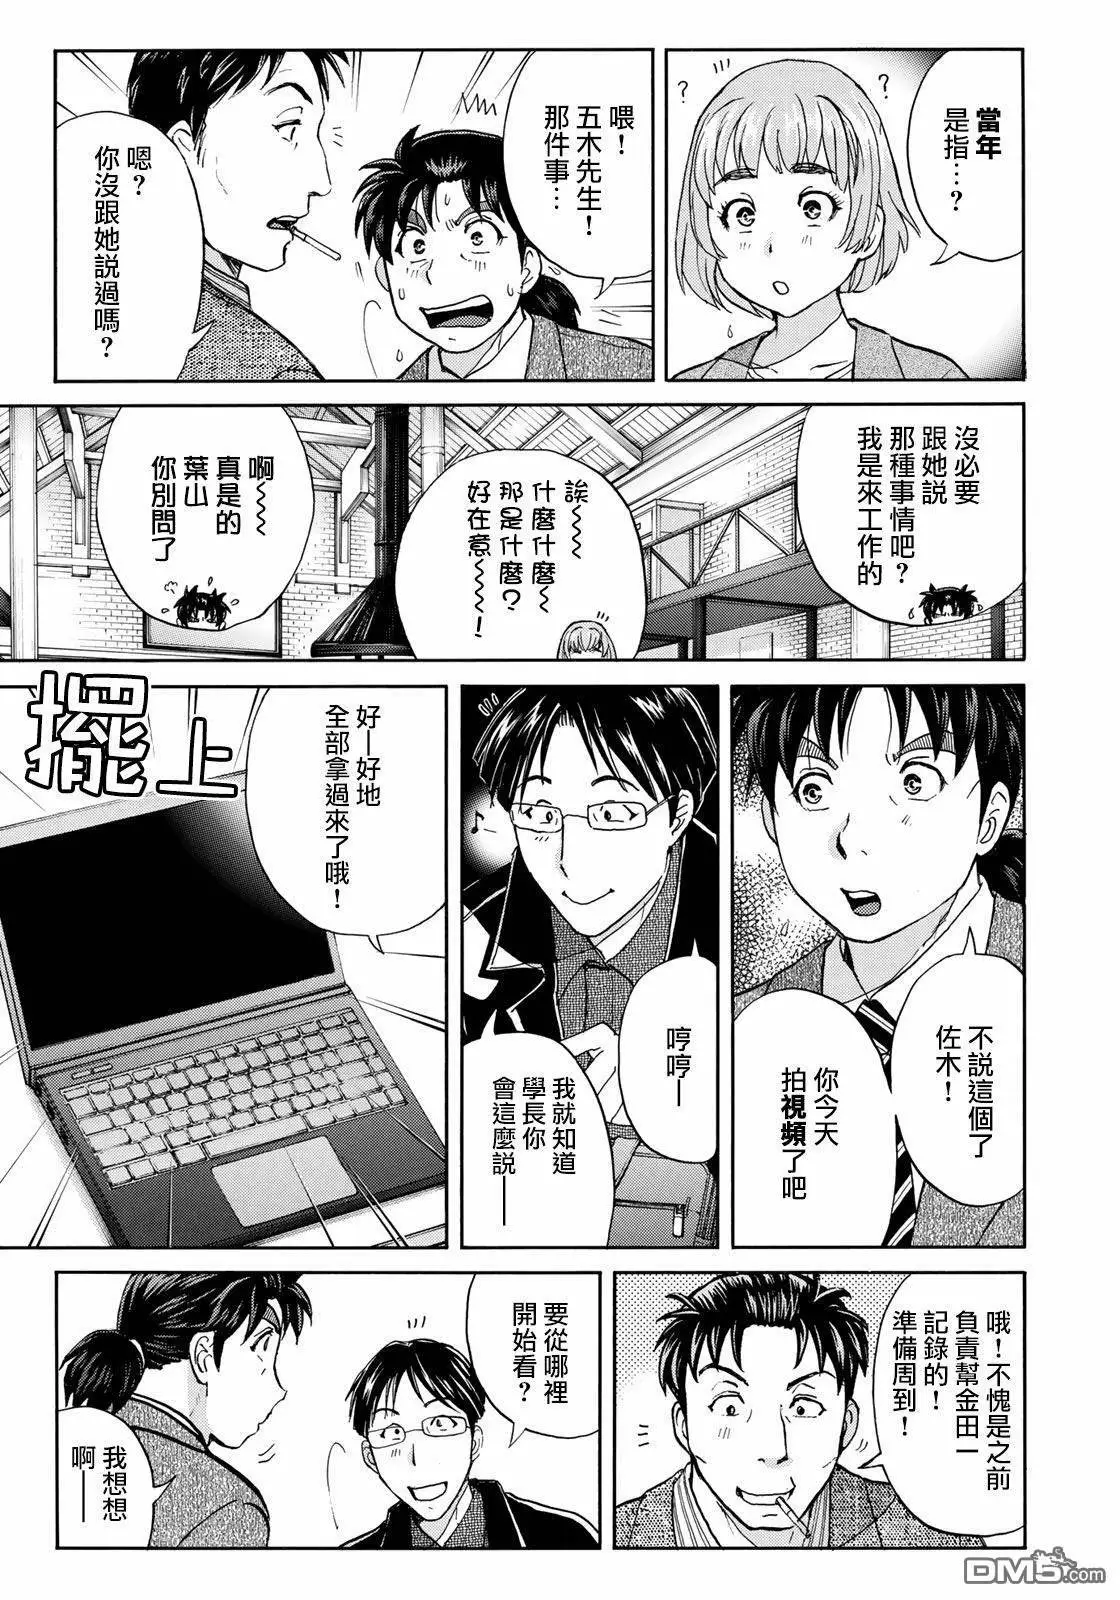 當年
是指…?
喂!
五木先生!
那件事…
嗯?
你沒跟她說過嗎?
沒必要
跟她說
那種事情吧?
我是來工作的
誒～～
什麼什麼～
那是什麼?
好在意～～!
啊～～
真是的
葉山
你別問了
不說這個了
佐木!
你今天
拍視頻了吧
哼哼—
我就知道
學長你
會這麼說—
好—好地
全部拿過來了哦!
擺上
哦!不愧是之前
負責幫金田一
記錄的!
準備周到!
要從哪裡
開始看?
我想想
啊—
DM5.com